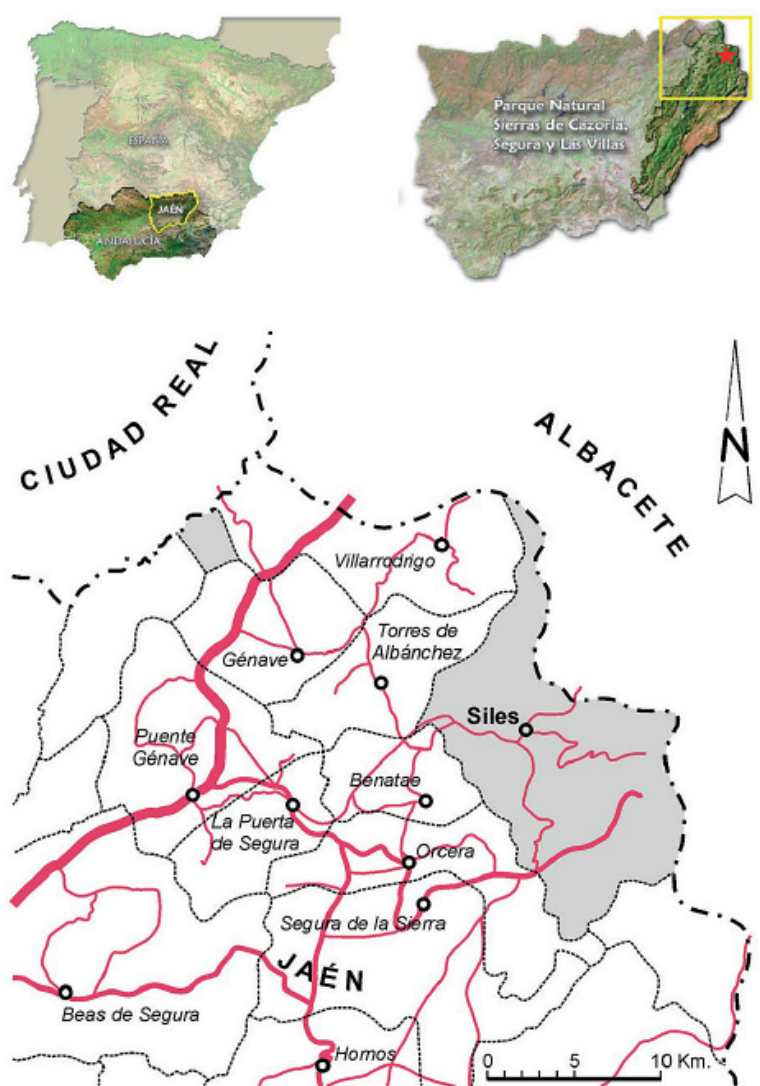 ESPAÑA
JAÉN
ANDALUCÍA
Parque Natural
Sierras de Cazorla,
Segura y Las Villas
CIUDAD REAL
ALBACETE
N
Villarrodrigo
Torres de
Albánchez
Génave
Siles
Puente
Génave
Benatae
La Puerta
de Segura
Orcera
Segura de la Sierra
JAÉN
Beas de Segura
Hornos
0 5 10 Km.